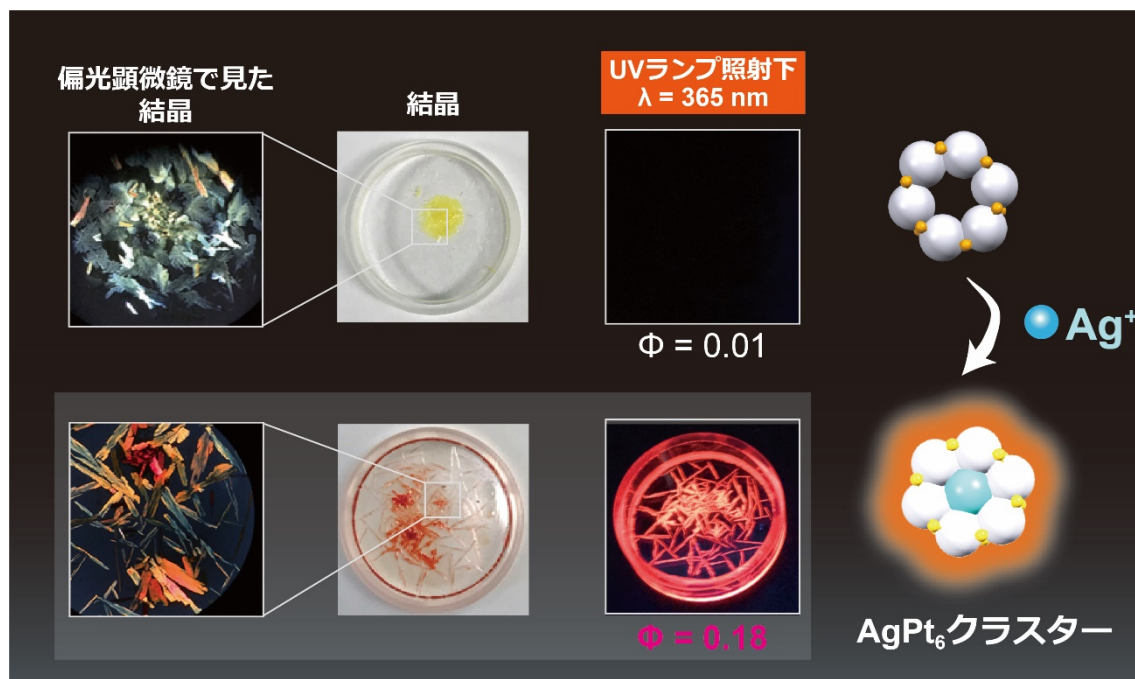 偏光顕微鏡で見た
結晶
結晶
UVランプ照射下
λ = 365 nm
Φ = 0.01
Ag⁺
Φ = 0.18
AgPt₆クラスター